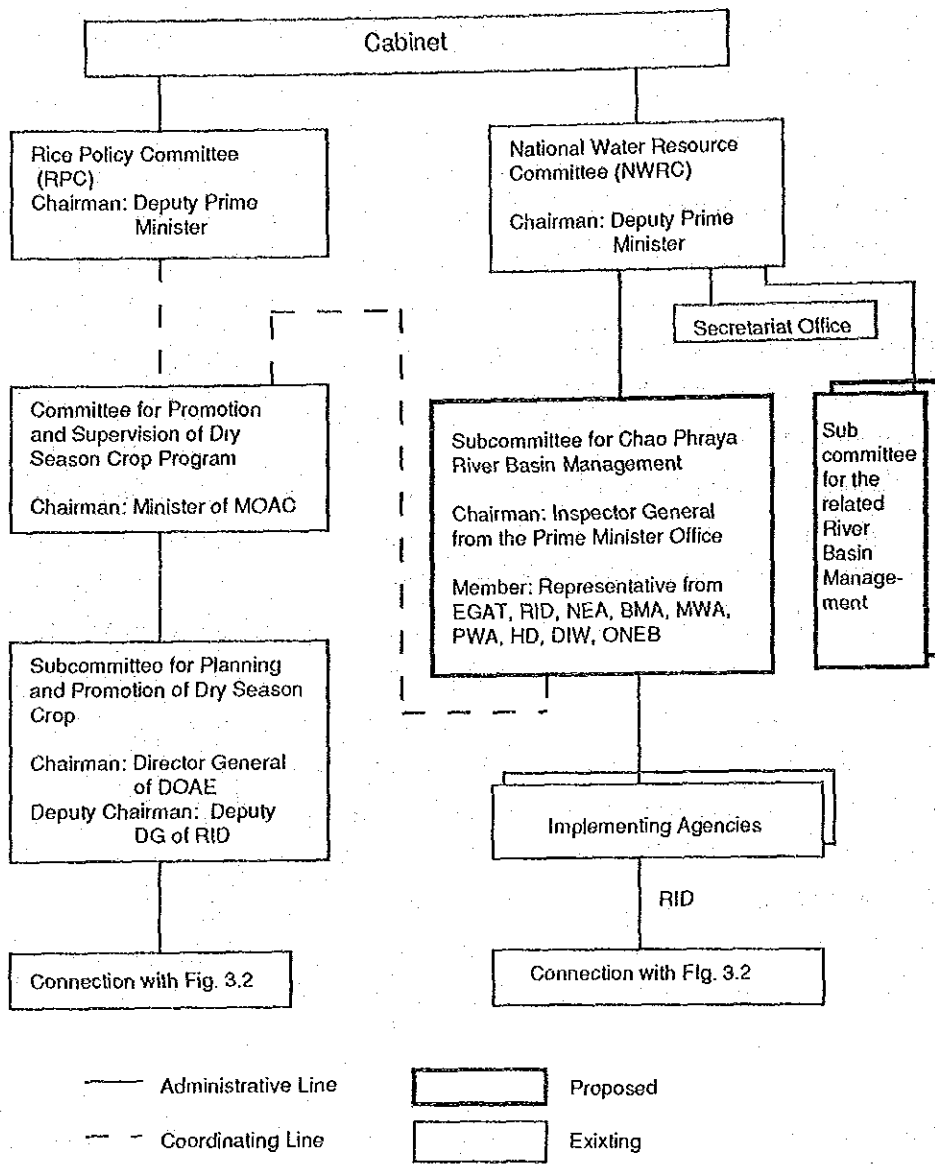 Cabinet
Rice Policy Committee
(RPC)
Chairman: Deputy Prime
Minister
National Water Resource
Committee (NWRC)
Chairman: Deputy Prime
Minister
Secretariat Office
Committee for Promotion
and Supervision of Dry
Season Crop Program
Chairman: Minister of MOAC
Subcommittee for Chao Phraya
River Basin Management
Chairman: Inspector General
from the Prime Minister Office
Member: Representative from
EGAT, RID, NEA, BMA, MWA,
PWA, HD, DIW, ONEB
Sub
committee
for the
related
River
Basin
Manage-
ment
Subcommittee for Planning
and Promotion of Dry Season
Crop
Chairman: Director General
of DOAE
Deputy Chairman: Deputy
DG of RID
Implementing Agencies
RID
Connection with Fig. 3.2
Connection with Fig. 3.2
Administrative Line
Proposed
Coordinating Line
Exixting